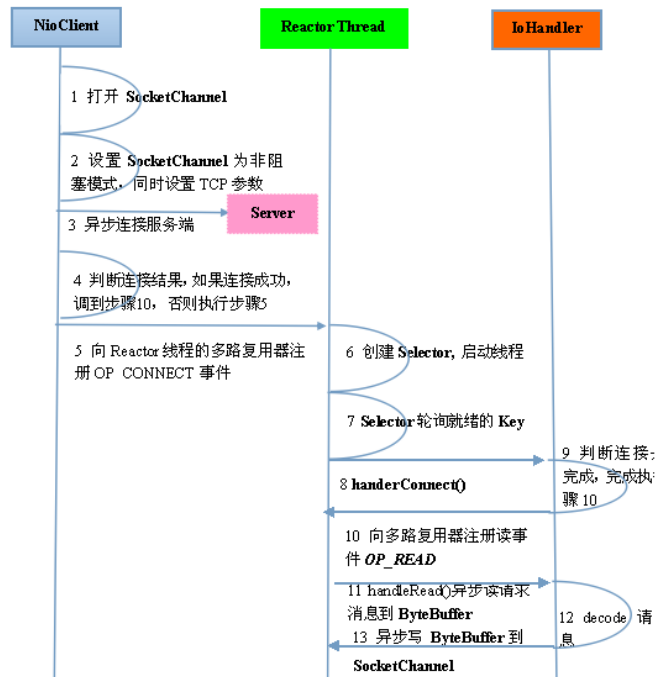 NioClient
Reactor Thread
IoHandler
1 打开 SocketChannel
2 设置 SocketChannel 为非阻
塞模式，同时设置 TCP 参数
Server
3 异步连接服务端
4 判断连接结果，如果连接成功，
调到步骤10，否则执行步骤5
5 向 Reactor 线程的多路复用器注
册 OP CONNECT 事件
6 创建 Selector, 启动线程
7 Selector 轮询就绪的 Key
8 handerConnect()
9 判断连接
完成，完成执
骤 10
10 向多路复用器注册读事
件 OP_READ
11 handleRead()异步读请求
消息到 ByteBuffer
12 decode 请
息
13 异步写 ByteBuffer 到
SocketChannel